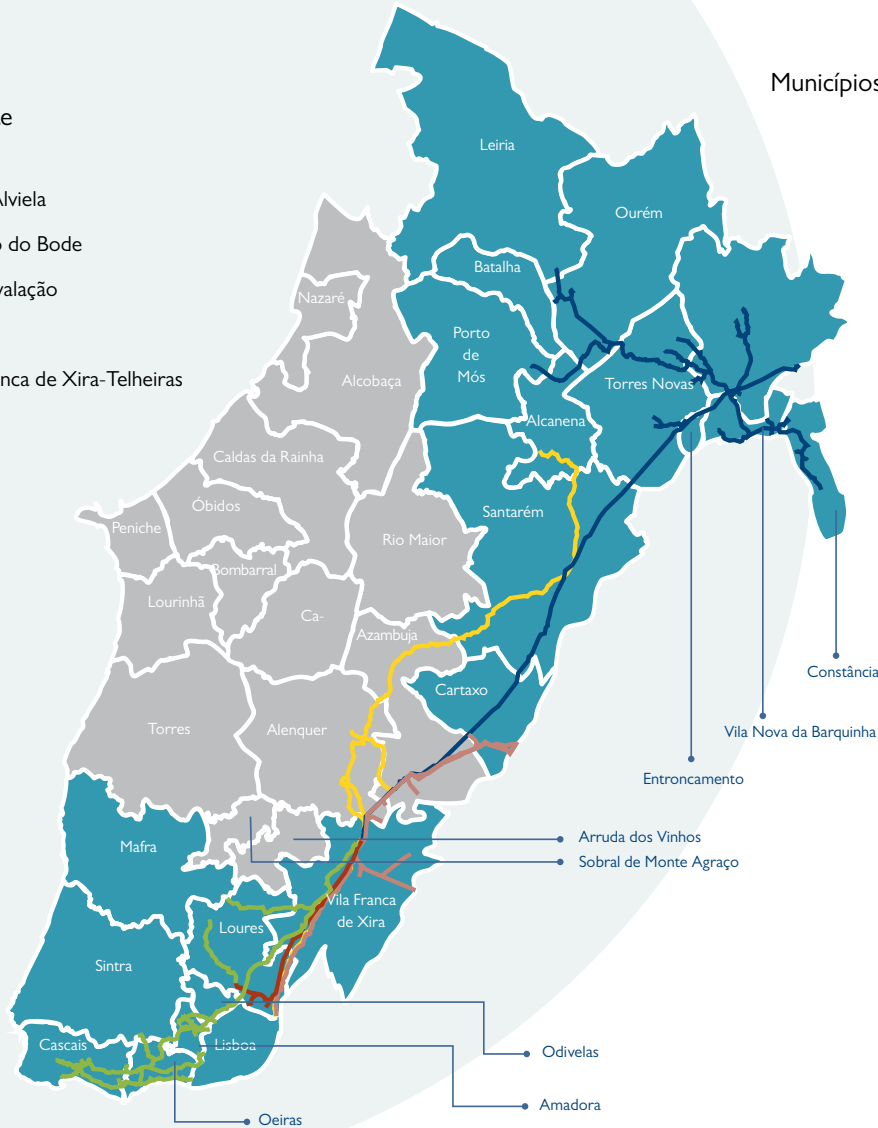 Municípios
e
Alviela
o do Bode
valação
nca de Xira-Telheiras
Leiria
Ourém
Batalha
Nazaré
Porto
de
Mós
Alcobaça
Torres Novas
Alcanena
Caldas da Rainha
Óbidos
Santarém
Peniche
Rio Maior
Bombarral
Lourinhã
Ca-
Azambuja
Constância
Cartaxo
Torres
Alenquer
Vila Nova da Barquinha
Entroncamento
Arruda dos Vinhos
Mafra
Sobral de Monte Agraço
Vila Franca
de Xira
Loures
Sintra
Cascais
Lisboa
Odivelas
Amadora
Oeiras